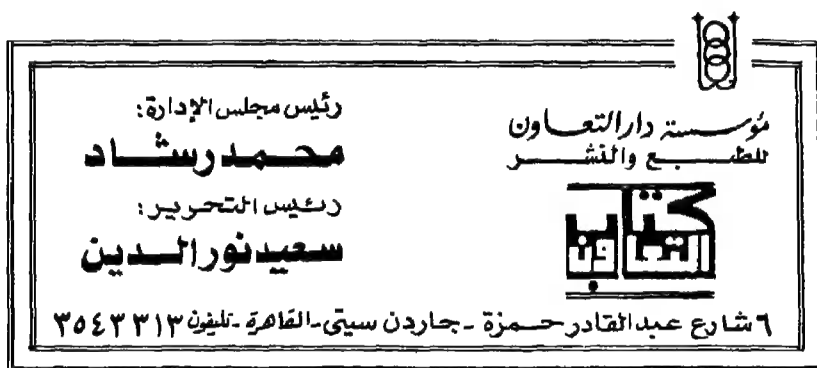 مؤسسة دار التعاون
للطبع والنشر
كتاب
التعاون
رئيس مجلس الإدارة:
محمد رشاد
رئيس التحرير:
سعيد نور الدين
٦ شارع عبد القادر حمزة - جاردن سيتى - القاهرة - تليفون ٣٥٤٣٣١٣